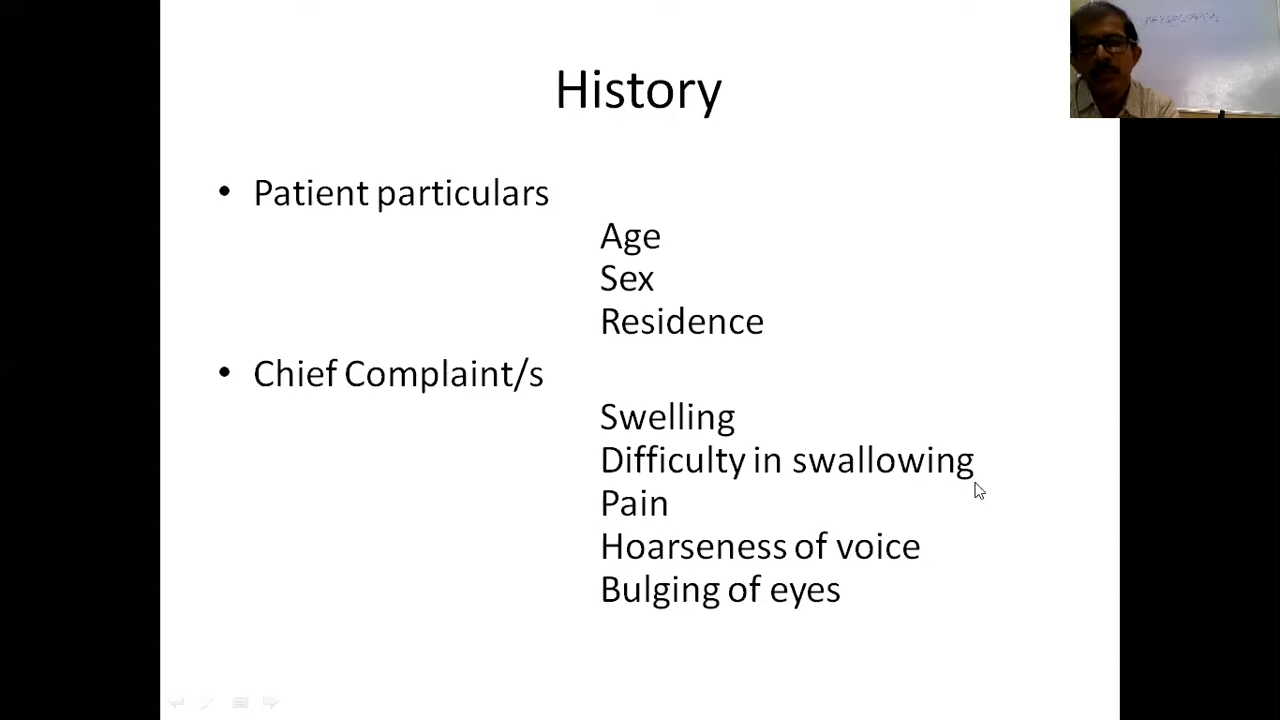 History
• Patient particulars
Age
Sex
Residence
• Chief Complaint/s
Swelling
Difficulty in swallowing
Pain
Hoarseness of voice
Bulging of eyes